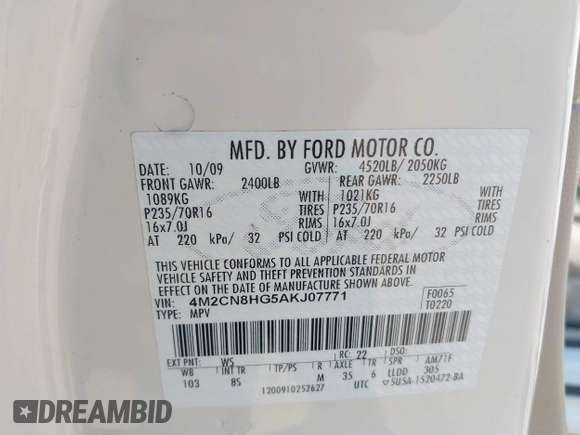 MFD. BY FORD MOTOR CO.
DATE: 10/09 GVWR: 4520LB/ 2050KG
FRONT GAWR: 2400LB REAR GAWR: 2250LB
1089KG WITH 1021KG WITH
P235/70R16 TIRES P235/70R16 TIRES
16x7.0J RIMS 16x7.0J RIMS
AT 220 kPa/ 32 PSI COLD AT 220 kPa/ 32 PSI COLD
THIS VEHICLE CONFORMS TO ALL APPLICABLE FEDERAL MOTOR
VEHICLE SAFETY AND THEFT PREVENTION STANDARDS IN
EFFECT ON THE DATE OF MANUFACTURE SHOWN ABOVE.
VIN: 4M2CN8HG5AKJ07771 F0065
TYPE: MPV T0220
EXT PNT: WS RC: 22 DSO:
WB INT TR TP/PS R AXLE TR SPR AM71F
103 8S M 35 6 LLDD 305
1200910252627 UTC 5U5A-1520472-BA
DREAMBID